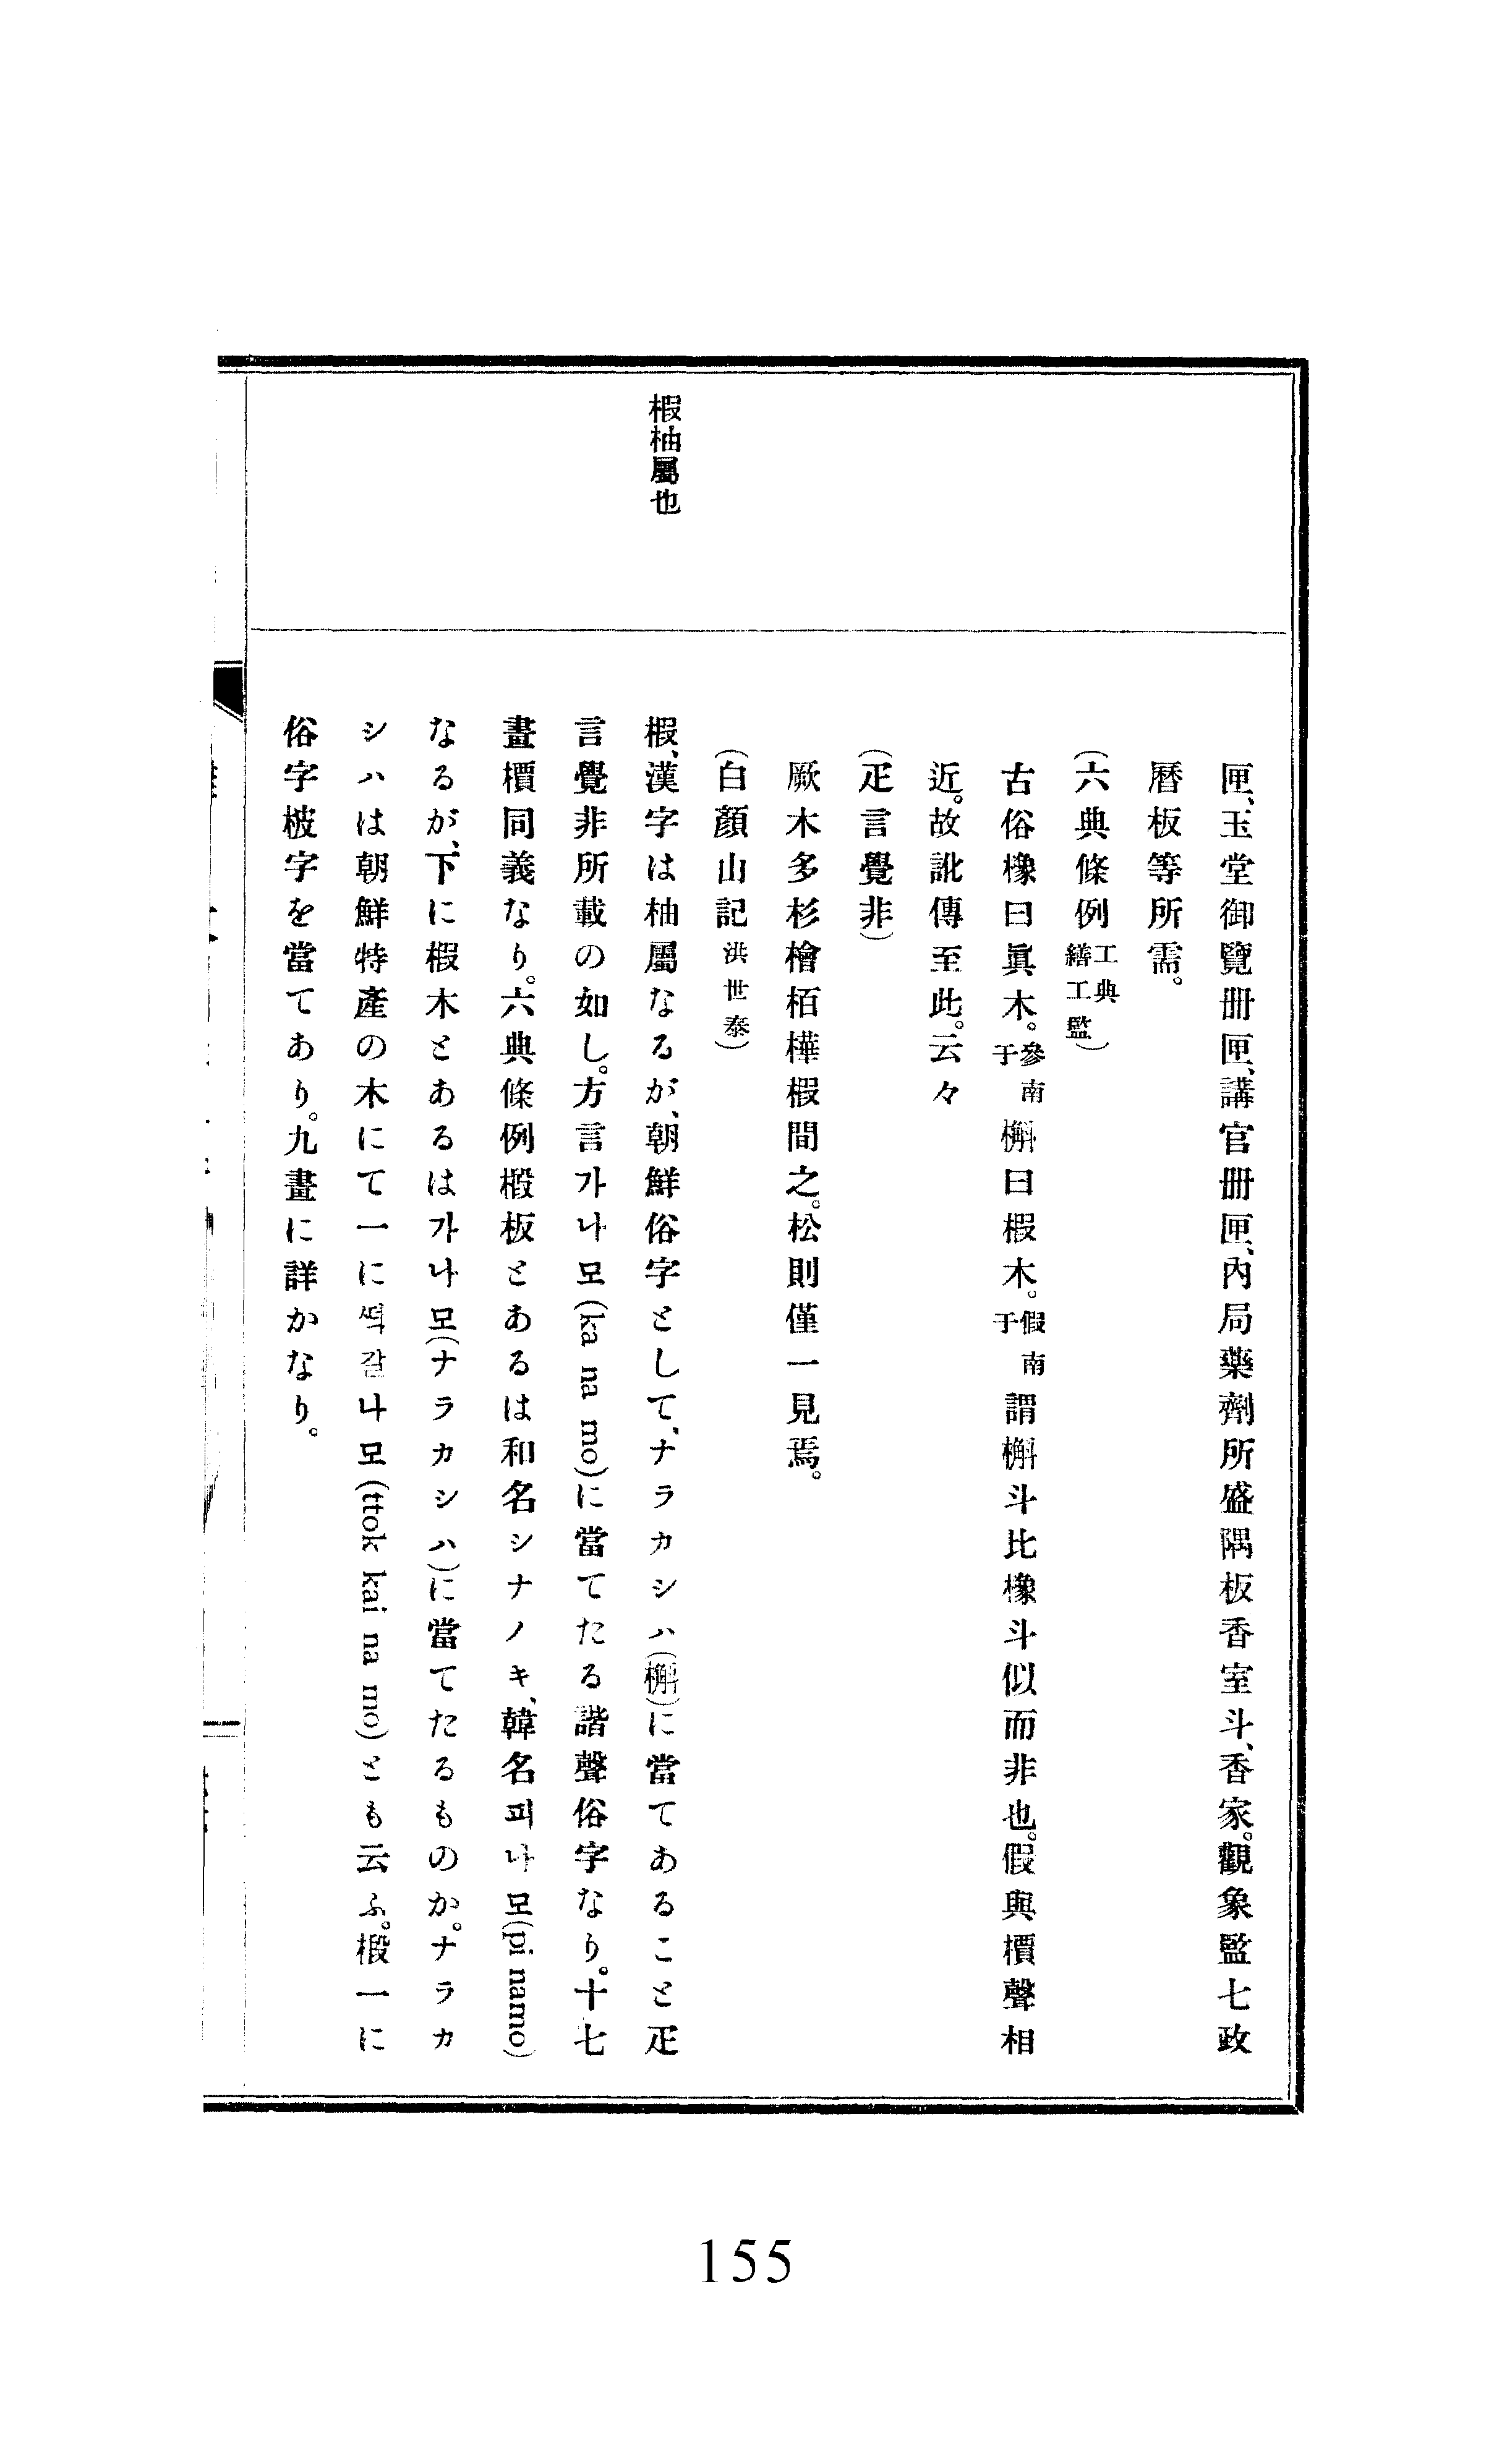 匣、玉堂御覽册匣、講官册匣、內局藥劑所盛隅板香室斗、香家。觀象監七政
曆板等所需。
(六典條例 工典繕工監)
古俗橡曰眞木。參南于 槲曰椵木。假南于 謂槲斗比橡斗似而非也。假與檟聲相
近。故訛傳至此。云々
(疋言覺非)
厥木多杉檜栢樺椵間之。松則僅一見焉。
(白顏山記 洪世泰)
椵柚屬也
椵、漢字は柚屬なるが、朝鮮俗字として、ナラカシハ(槲)に當てあること疋
言覺非所載の如し。方言가나모(ka na mo)に當てたる諧聲俗字なり。十七
畫檟同義なり。六典條例椴板とあるは和名シナノキ、韓名피나모(pi namo)
なるが、下に椵木とあるは가나모(ナラカシハ)に當てたるものか。ナラカ
シハは朝鮮特產の木にて一に떡갈나모(ttok kai na mo)とも云ふ。椴一に
俗字柀字を當てあり。九畫に詳かなり。
155